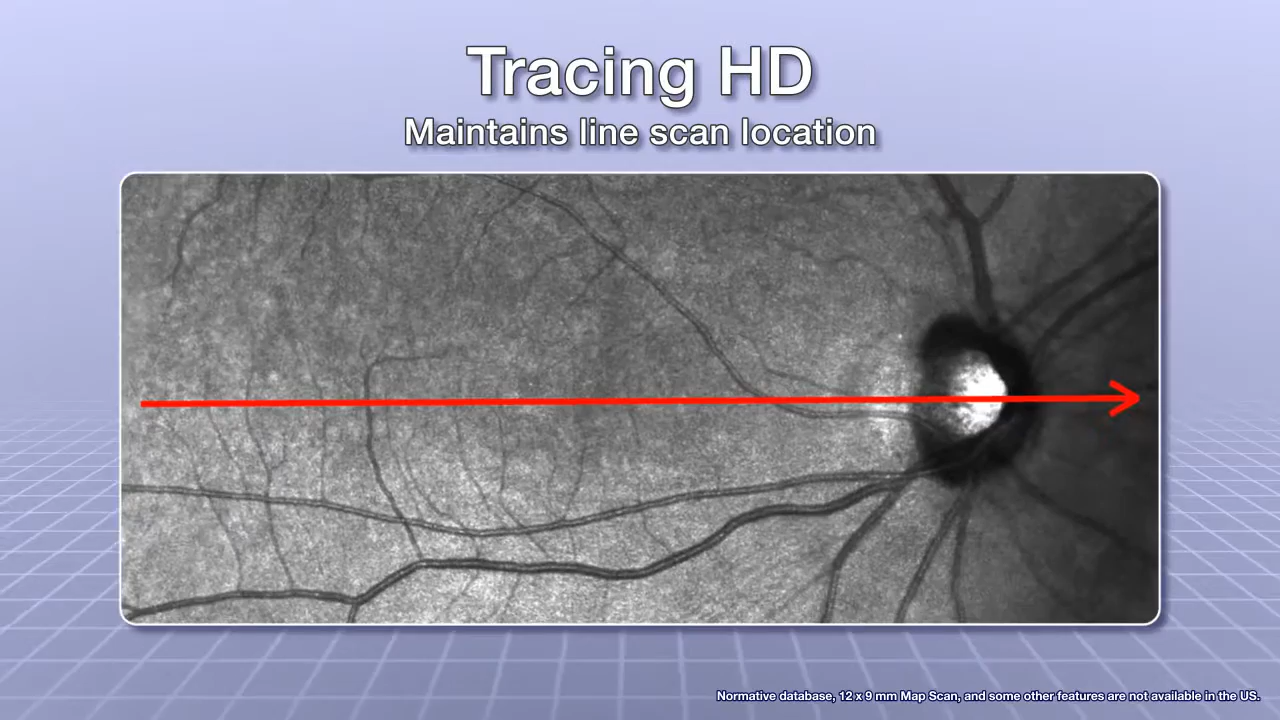 Tracing HD
Maintains line scan location
Normative database, 12 x 9 mm Map Scan, and some other features are not available in the US.